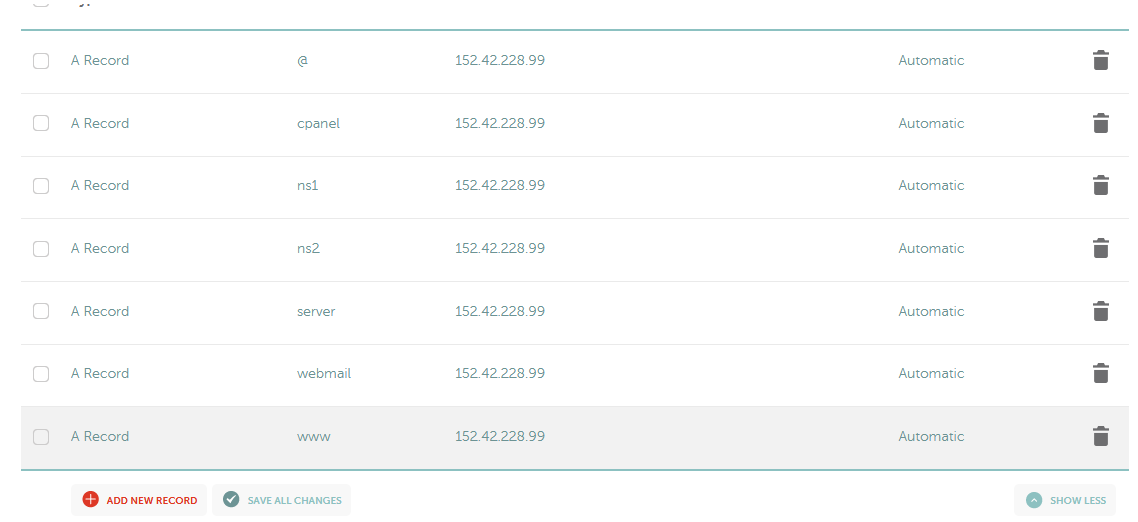 A Record @ 152.42.228.99 Automatic
A Record cpanel 152.42.228.99 Automatic
A Record ns1 152.42.228.99 Automatic
A Record ns2 152.42.228.99 Automatic
A Record server 152.42.228.99 Automatic
A Record webmail 152.42.228.99 Automatic
A Record www 152.42.228.99 Automatic
ADD NEW RECORD SAVE ALL CHANGES SHOW LESS